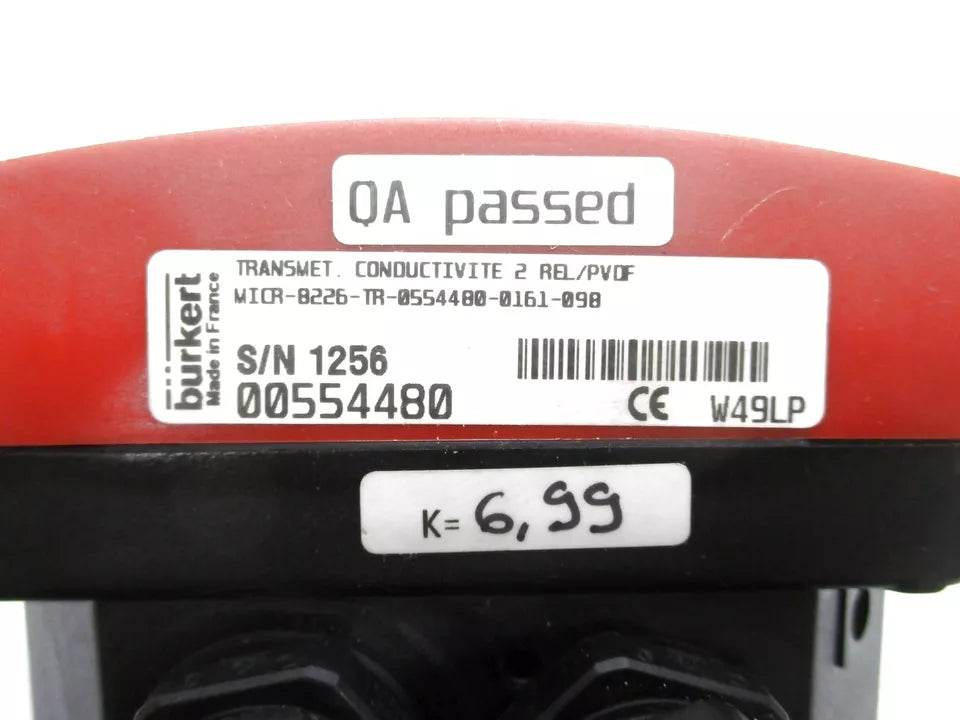 QA passed
bürkert
Made in France
TRANSMET. CONDUCTIVITE 2 REL/PVDF
MICR-8226-TR-0554480-0161-098
S/N 1256
00554480
CE
W49LP
K= 6,99